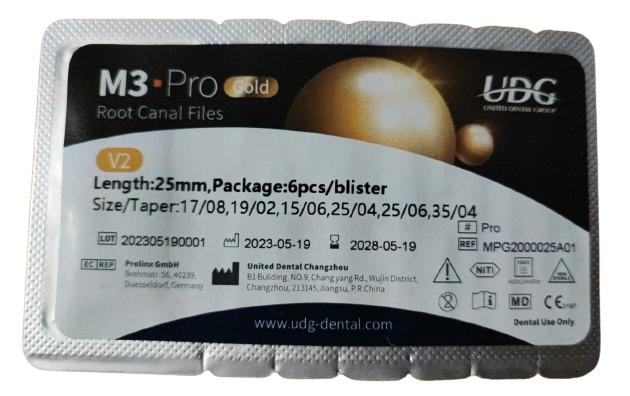 M3·Pro Gold
Root Canal Files
UDG
UNITED DENTAL GROUP
V2
Length:25mm,Package:6pcs/blister
Size/Taper:17/08,19/02,15/06,25/04,25/06,35/04
# Pro
LOT 202305190001 2023-05-19 2028-05-19
REF MPG2000025A01
EC REP Prolinx GmbH
Brehmstr.56, 40239,
Duesseldorf, Germany
United Dental Changzhou
B1 Buliding, NO.9, Chang yang Rd., Wujin District,
Changzhou, 213145, Jiangsu, P.R.China
NiTi
MD CE
Dental Use Only
www.udg-dental.com